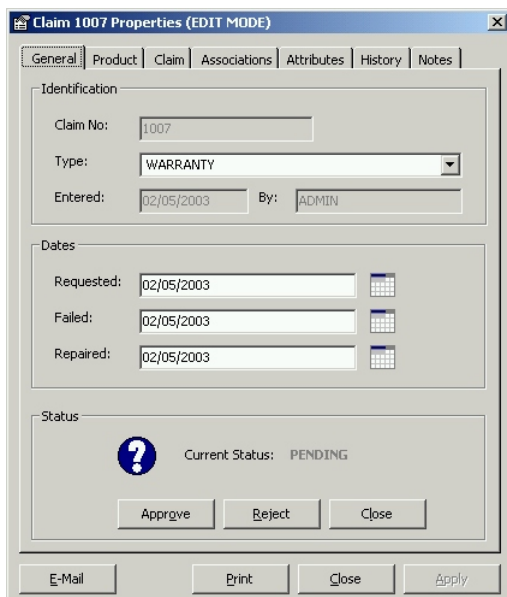 Claim 1007 Properties (EDIT MODE)
General Product Claim Associations Attributes History Notes
Identification
Claim No: 1007
Type: WARRANTY
Entered: 02/05/2003 By: ADMIN
Dates
Requested: 02/05/2003
Failed: 02/05/2003
Repaired: 02/05/2003
Status
? Current Status: PENDING
Approve Reject Close
E-Mail Print Close Apply